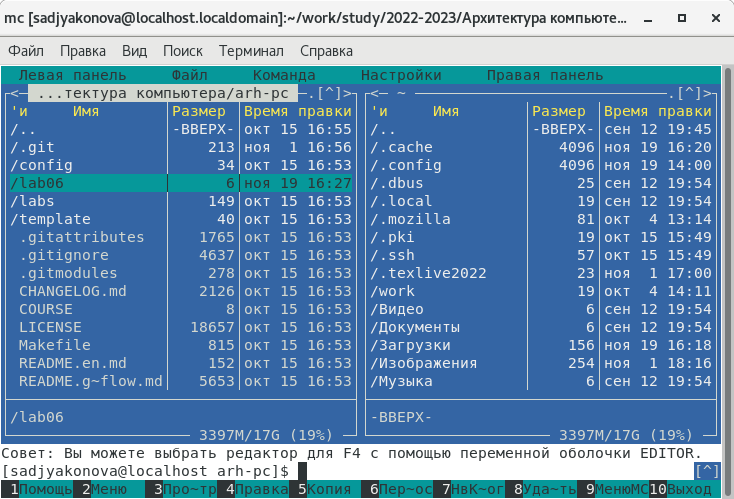 mc [sadjyakonova@localhost.localdomain]:~/work/study/2022-2023/Архитектура компьюте...
Файл Правка Вид Поиск Терминал Справка
Левая панель Файл Команда Настройки Правая панель
<— ...тектура компьютера/arh-pc —.[^]> <— ~ —.[^]>
'и Имя Размер Время правки 'и Имя Размер Время правки
/.. -ВВЕРХ- окт 15 16:55 /.. -ВВЕРХ- сен 12 19:45
/.git 213 ноя 1 16:56 /.cache 4096 ноя 19 16:20
/config 34 окт 15 16:53 /.config 4096 ноя 19 14:00
/lab06 6 ноя 19 16:27 /.dbus 25 сен 12 19:54
/labs 149 окт 15 16:53 /.local 19 сен 12 19:54
/template 40 окт 15 16:53 /.mozilla 81 окт 4 13:14
.gitattributes 1765 окт 15 16:53 /.pki 19 окт 15 15:49
.gitignore 4637 окт 15 16:53 /.ssh 57 окт 15 15:49
.gitmodules 278 окт 15 16:53 /.texlive2022 23 ноя 1 17:00
CHANGELOG.md 2126 окт 15 16:53 /work 19 окт 4 14:11
COURSE 8 окт 15 16:53 /Видео 6 сен 12 19:54
LICENSE 18657 окт 15 16:53 /Документы 6 сен 12 19:54
Makefile 815 окт 15 16:53 /Загрузки 156 ноя 19 16:18
README.en.md 152 окт 15 16:53 /Изображения 254 ноя 1 18:16
README.g~flow.md 5653 окт 15 16:53 /Музыка 6 сен 12 19:54
/lab06 -ВВЕРХ-
3397M/17G (19%) 3397M/17G (19%)
Совет: Вы можете выбрать редактор для F4 с помощью переменной оболочки EDITOR.
[sadjyakonova@localhost arh-pc]$ [^]
1Помощь 2Меню 3Про~тр 4Правка 5Копия 6Пер~ос 7НвК~ог 8Уда~ть 9МенюMC 10Выход